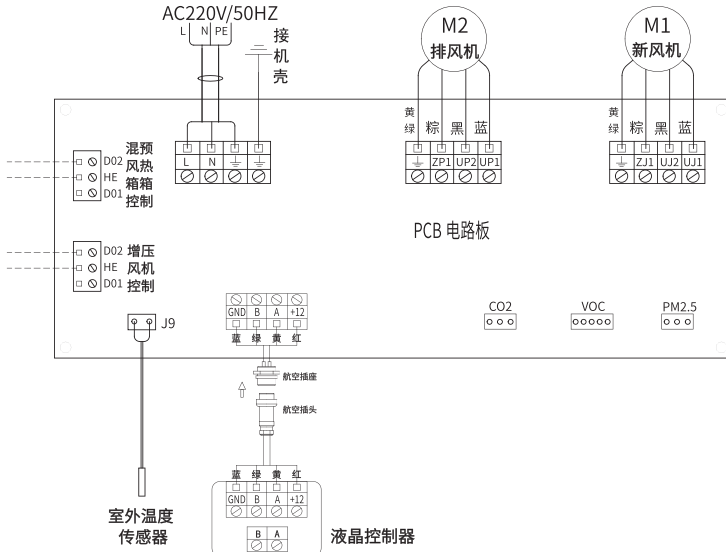 AC220V/50HZ
L N PE
接
机
壳
M2
排风机
M1
新风机
黄
绿 棕 黑 蓝
黄
绿 棕 黑 蓝
L N
ZP1 UP2 UP1
ZJ1 UJ2 UJ1
混预
风热
箱箱
控制
D02
HE
D01
PCB 电路板
增压
风机
控制
D02
HE
D01
J9
GND B A +12
蓝 绿 黄 红
CO2
VOC
PM2.5
航空插座
航空插头
蓝 绿 黄 红
GND B A +12
B A
室外温度
传感器
液晶控制器